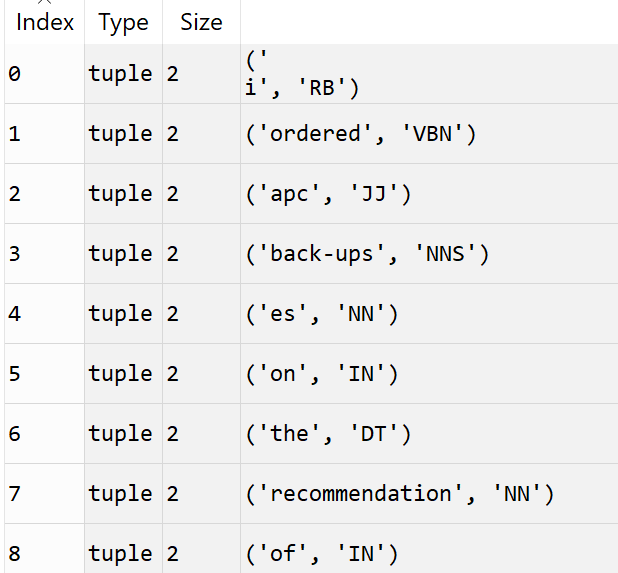 Index Type Size
0 tuple 2 ('
i', 'RB')
1 tuple 2 ('ordered', 'VBN')
2 tuple 2 ('apc', 'JJ')
3 tuple 2 ('back-ups', 'NNS')
4 tuple 2 ('es', 'NN')
5 tuple 2 ('on', 'IN')
6 tuple 2 ('the', 'DT')
7 tuple 2 ('recommendation', 'NN')
8 tuple 2 ('of', 'IN')